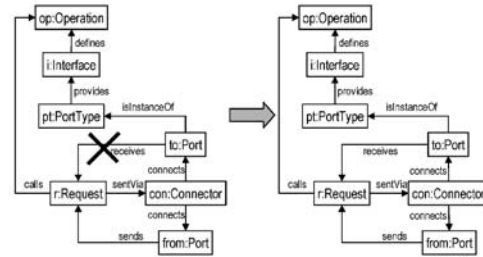 op:Operation
defines
i:Interface
provides
pt:PortType
isInstanceOf
to:Port
receives
calls
connects
r:Request
sentVia
con:Connector
connects
sends
from:Port
op:Operation
defines
i:Interface
provides
pt:PortType
isInstanceOf
to:Port
receives
calls
connects
r:Request
sentVia
con:Connector
connects
sends
from:Port